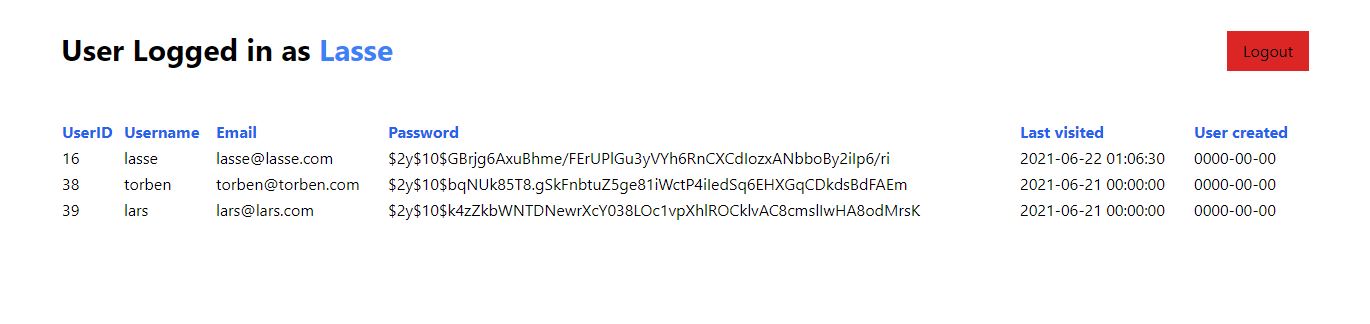 User Logged in as Lasse
Logout
UserID Username Email Password Last visited User created
16 lasse lasse@lasse.com $2y$10$GBrjg6AxuBhme/FErUPlGu3yVYh6RnCXCdIozxANbboBy2iIp6/ri 2021-06-22 01:06:30 0000-00-00
38 torben torben@torben.com $2y$10$bqNUk85T8.gSkFnbtuZ5ge81iWctP4iIedSq6EHXGqCDkdsBdFAEm 2021-06-21 00:00:00 0000-00-00
39 lars lars@lars.com $2y$10$k4zZkbWNTDNewrXcY038LOc1vpXhlROCklvAC8cmslIwHA8odMrsK 2021-06-21 00:00:00 0000-00-00